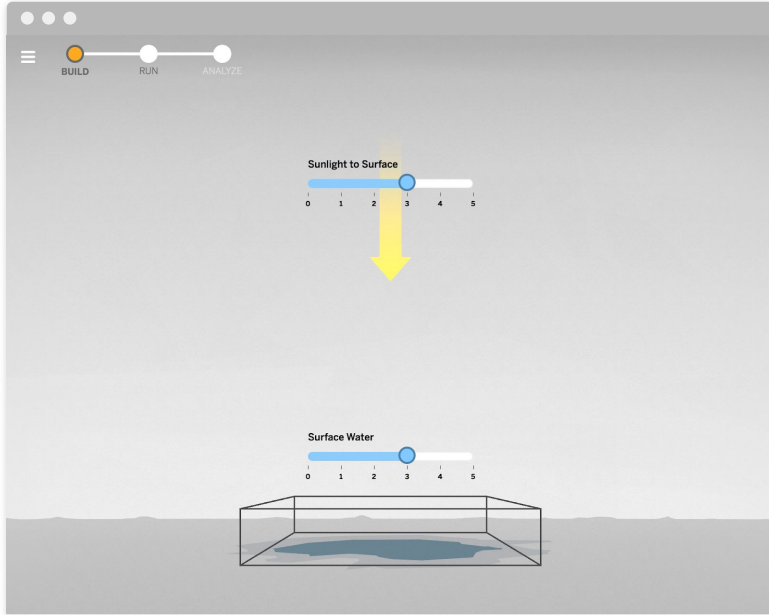 BUILD RUN ANALYZE
Sunlight to Surface
0 1 2 3 4 5
Surface Water
0 1 2 3 4 5